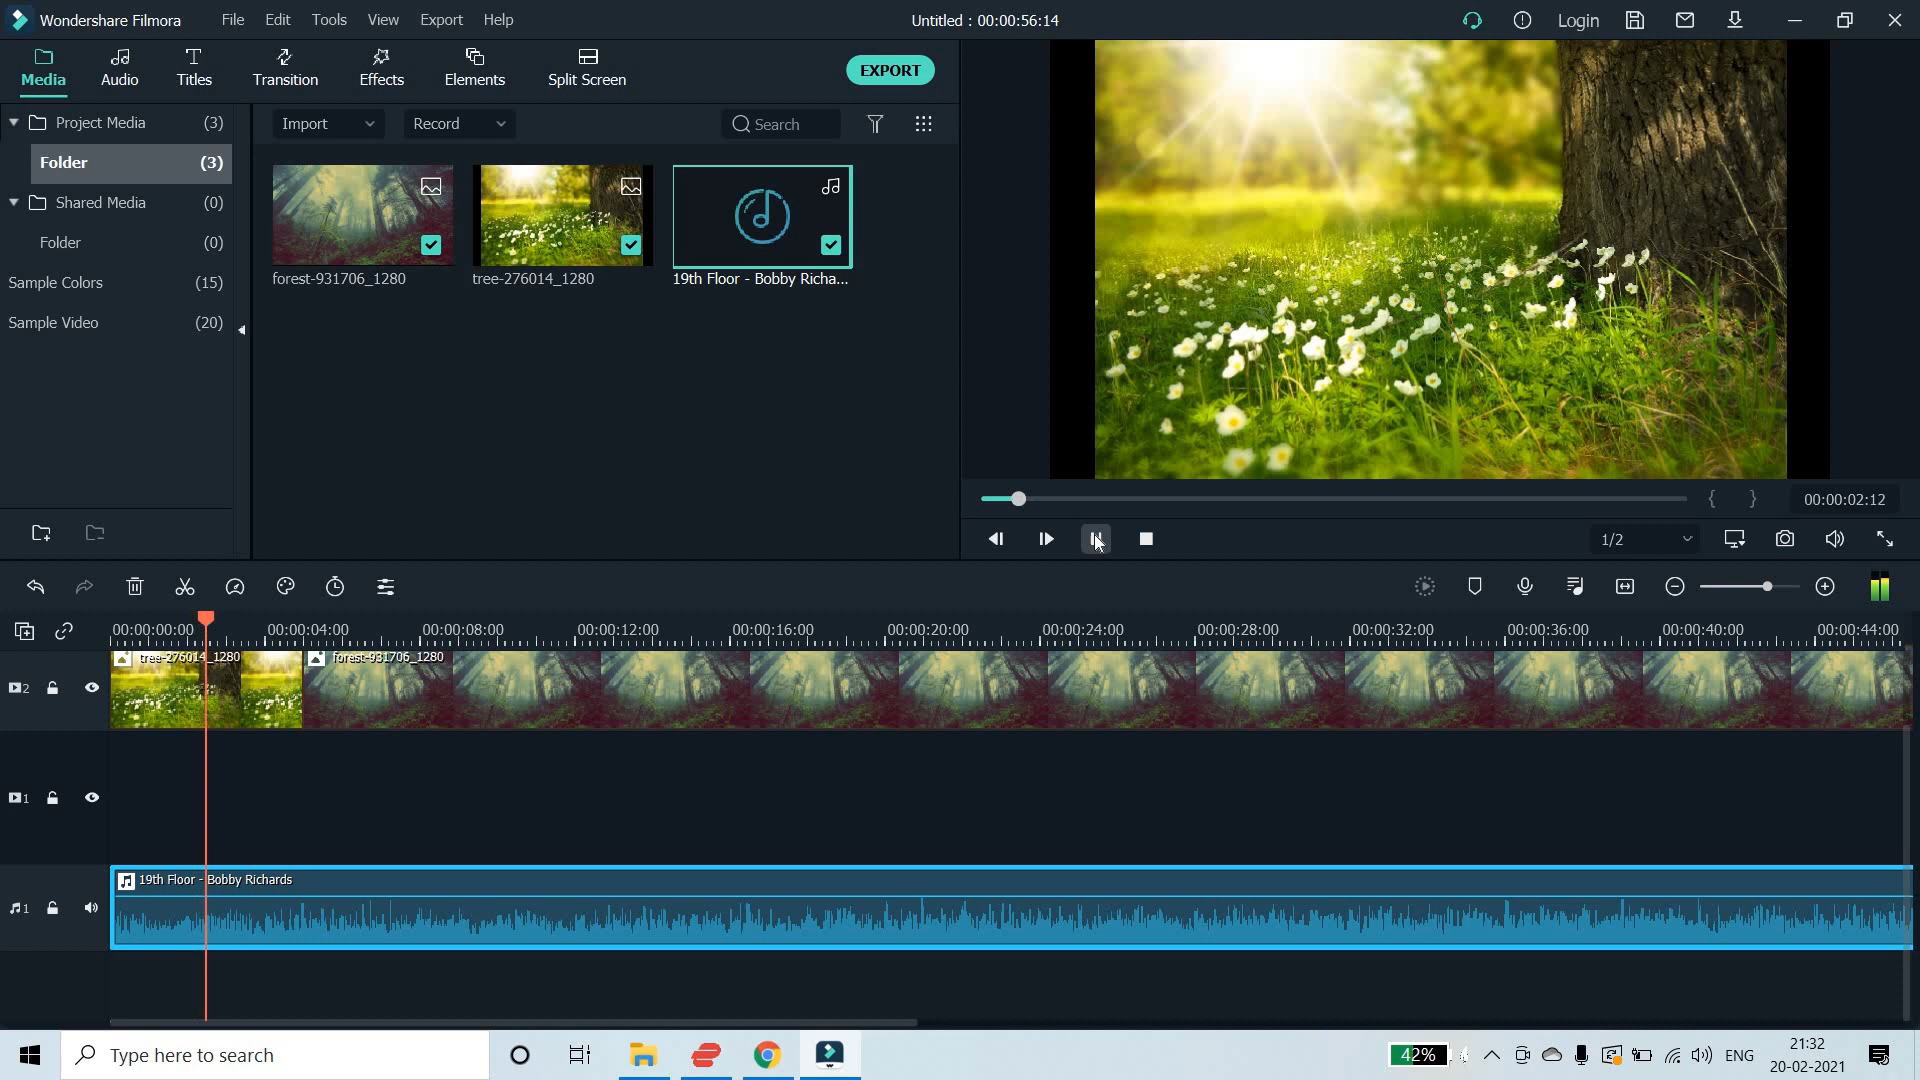 Wondershare Filmora
File Edit Tools View Export Help
Untitled : 00:00:56:14
Login
Media Audio Titles Transition Effects Elements Split Screen
EXPORT
Project Media (3)
Folder (3)
Shared Media (0)
Folder (0)
Sample Colors (15)
Sample Video (20)
Import Record Search
forest-931706_1280
tree-276014_1280
19th Floor - Bobby Richa...
{ } 00:00:02:12
1/2
00:00:00:00 00:00:04:00 00:00:08:00 00:00:12:00 00:00:16:00 00:00:20:00 00:00:24:00 00:00:28:00 00:00:32:00 00:00:36:00 00:00:40:00 00:00:44:00
tree-276014_1280 forest-931706_1280
2
1
19th Floor - Bobby Richards
1
Type here to search
42%
ENG
21:32
20-02-2021